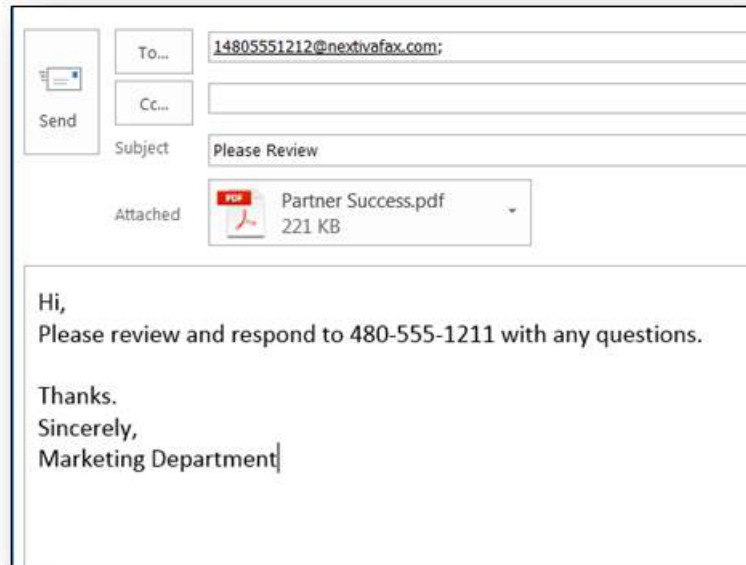 To...
14805551212@nextivafax.com;
Cc...
Send
Subject
Please Review
Attached
PDF
Partner Success.pdf
221 KB
Hi,
Please review and respond to 480-555-1211 with any questions.
Thanks.
Sincerely,
Marketing Department